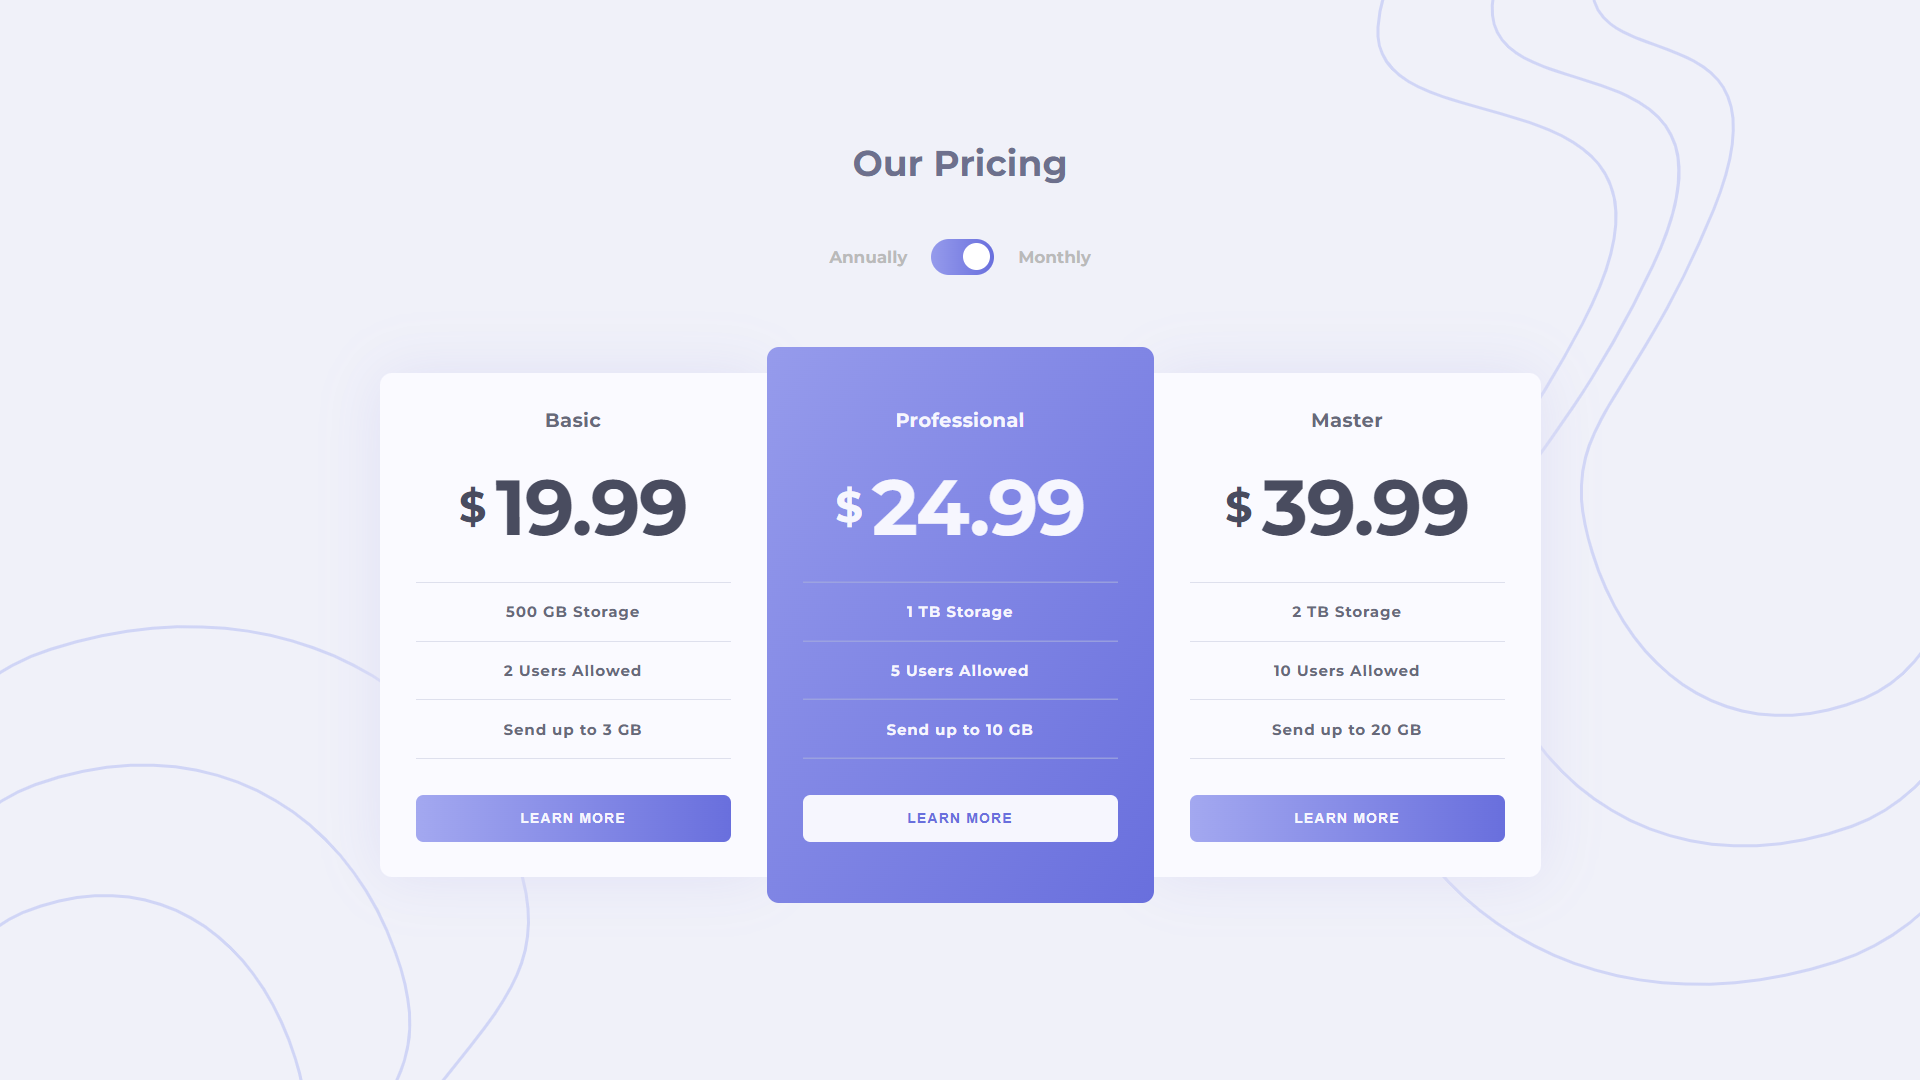 Our Pricing
Annually Monthly
Basic
$ 19.99
500 GB Storage
2 Users Allowed
Send up to 3 GB
LEARN MORE
Professional
$ 24.99
1 TB Storage
5 Users Allowed
Send up to 10 GB
LEARN MORE
Master
$ 39.99
2 TB Storage
10 Users Allowed
Send up to 20 GB
LEARN MORE